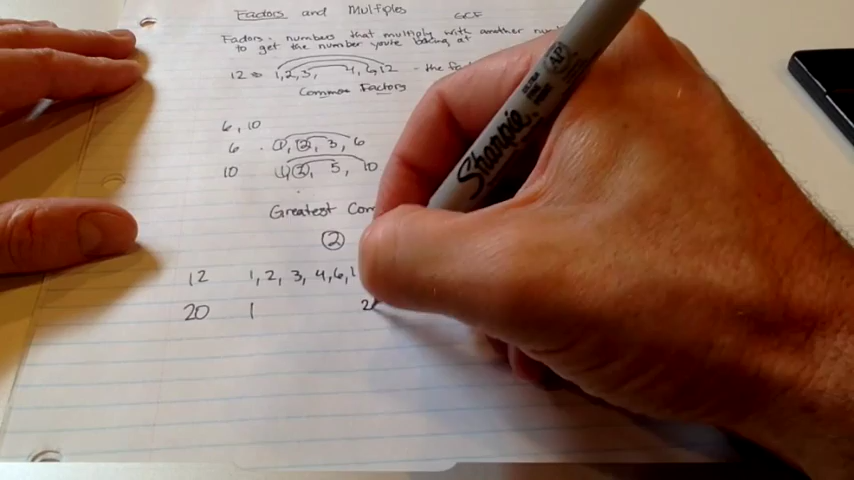 Factors and Multiples GCF
Factors - numbers that multiply with another
to get the number you're looking at
12 1, 2, 3, 4, 6, 12 - the
Common Factors
6, 10
6 1, 2, 3, 6
10 1, 2, 5, 10
Greatest
2
12 1, 2, 3, 4, 6,
20 1
Sharpie
AP